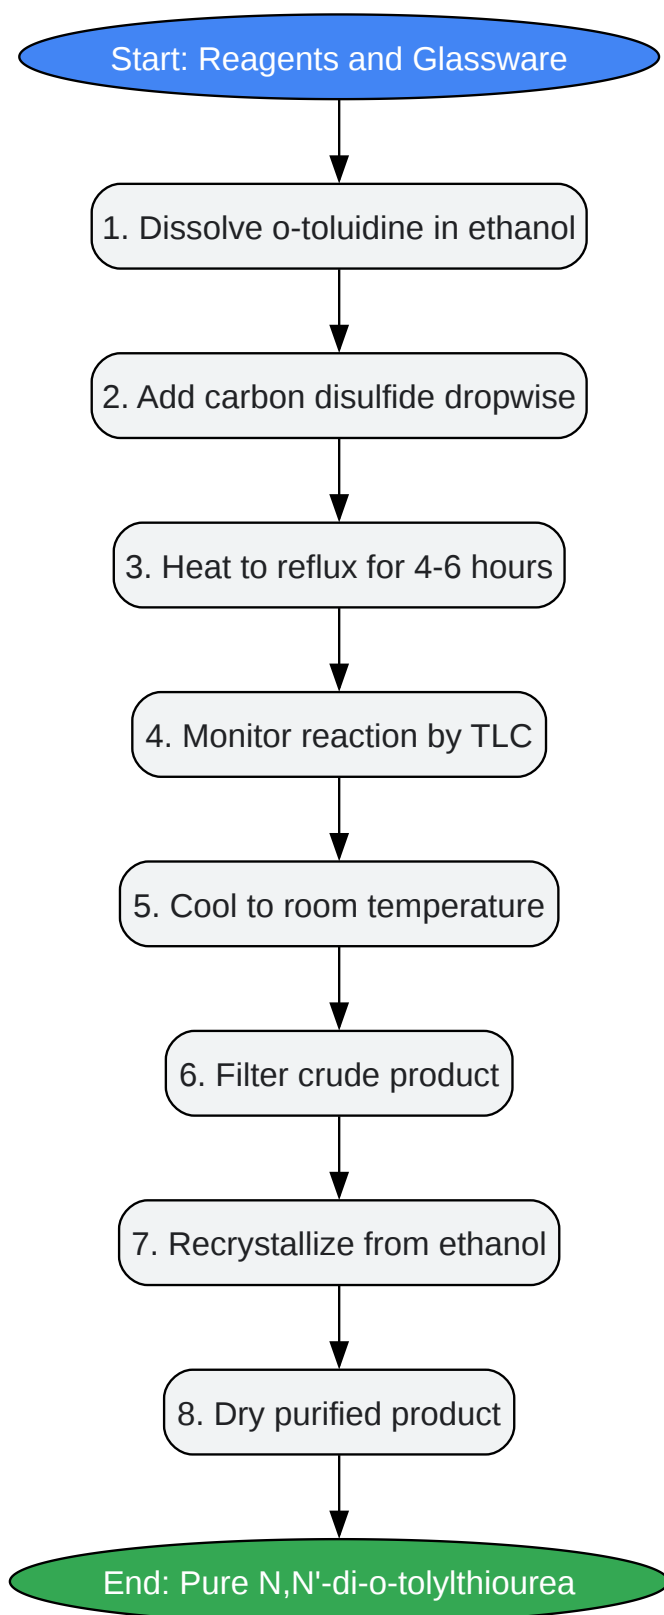 Start: Reagents and Glassware
1. Dissolve o-toluidine in ethanol
2. Add carbon disulfide dropwise
3. Heat to reflux for 4-6 hours
4. Monitor reaction by TLC
5. Cool to room temperature
6. Filter crude product
7. Recrystallize from ethanol
8. Dry purified product
End: Pure N,N'-di-o-tolylthiourea